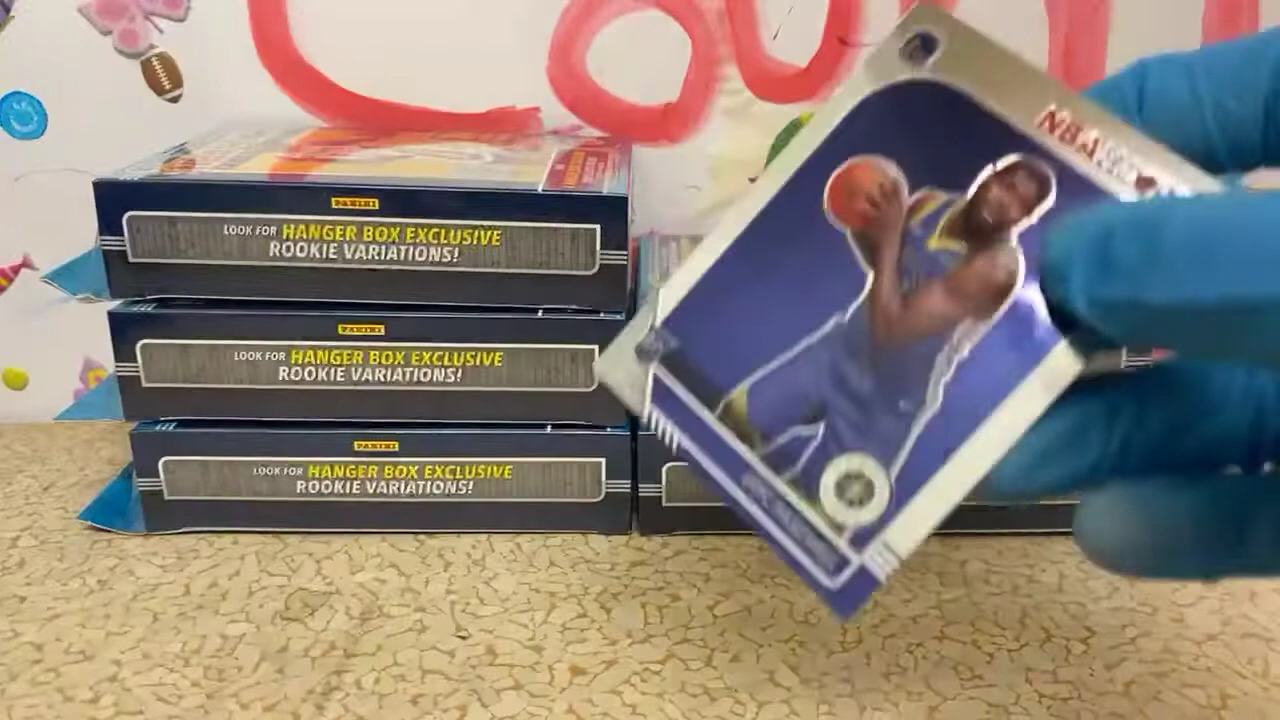 COU
PANINI
LOOK FOR HANGER BOX EXCLUSIVE
ROOKIE VARIATIONS!
PANINI
LOOK FOR HANGER BOX EXCLUSIVE
ROOKIE VARIATIONS!
PANINI
LOOK FOR HANGER BOX EXCLUSIVE
ROOKIE VARIATIONS!
NBA